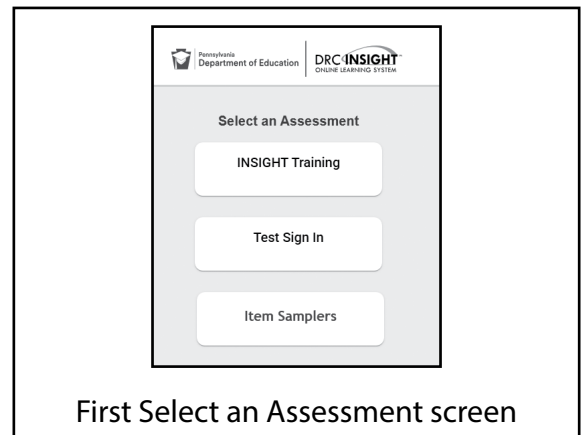 Pennsylvania
Department of Education
DRC INSIGHT
ONLINE LEARNING SYSTEM
Select an Assessment
INSIGHT Training
Test Sign In
Item Samplers
First Select an Assessment screen